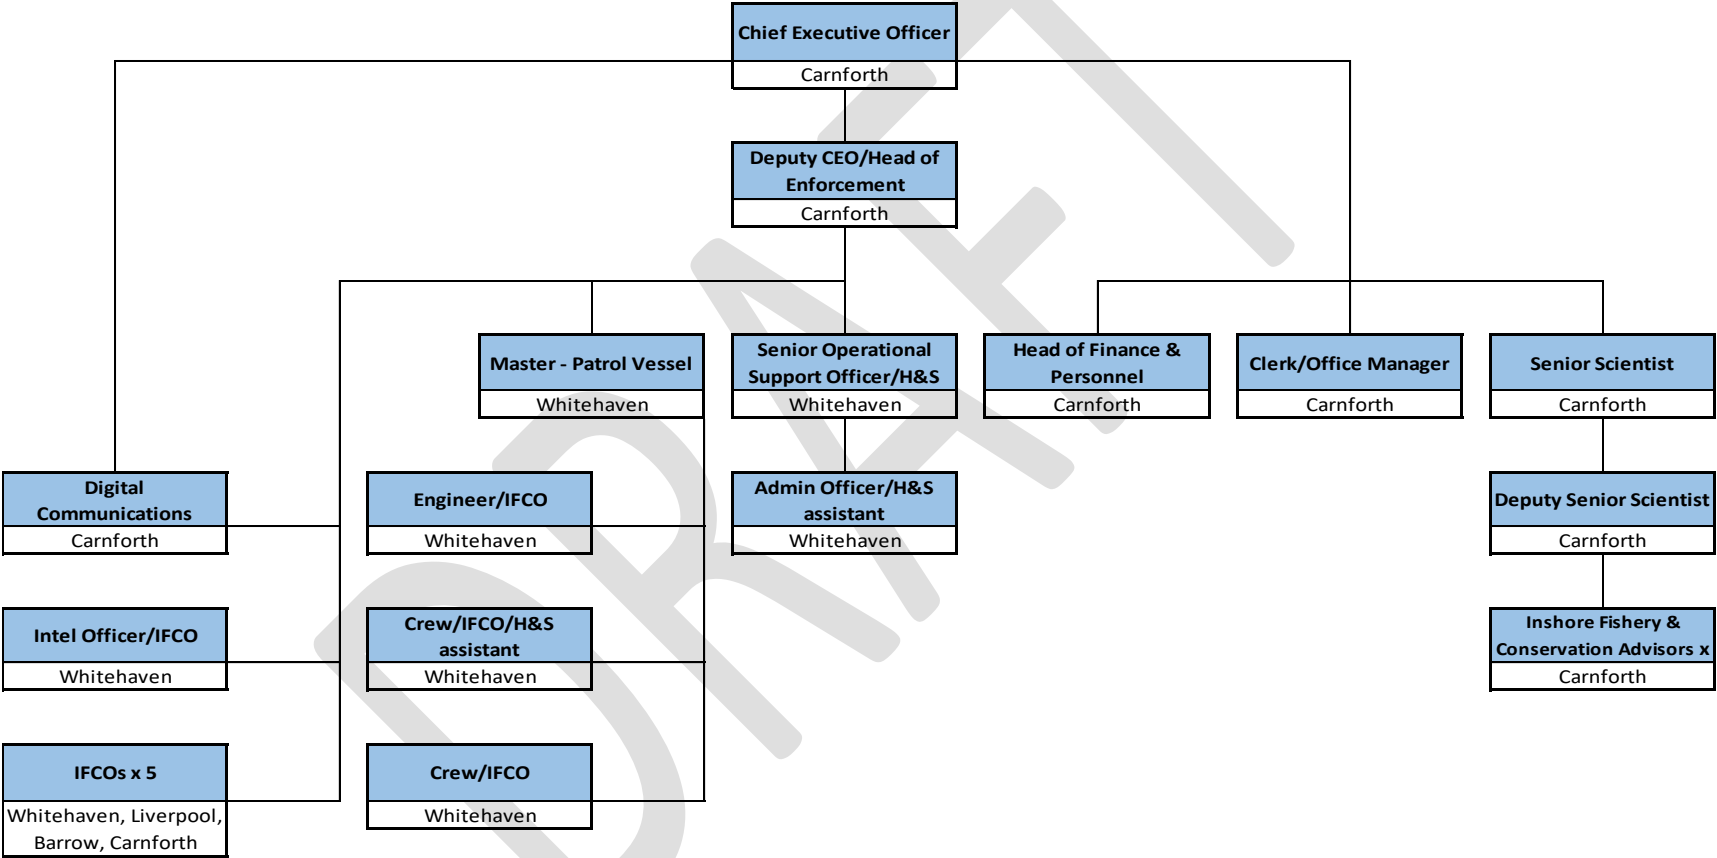 Chief Executive Officer
Carnforth
Deputy CEO/Head of
Enforcement
Carnforth
Master - Patrol Vessel
Whitehaven
Senior Operational
Support Officer/H&S
Whitehaven
Head of Finance &
Personnel
Carnforth
Clerk/Office Manager
Carnforth
Senior Scientist
Carnforth
Digital
Communications
Carnforth
Engineer/IFCO
Whitehaven
Admin Officer/H&S
assistant
Whitehaven
Deputy Senior Scientist
Carnforth
Intel Officer/IFCO
Whitehaven
Crew/IFCO/H&S
assistant
Whitehaven
Inshore Fishery &
Conservation Advisors x
Carnforth
IFCOs x 5
Whitehaven, Liverpool,
Barrow, Carnforth
Crew/IFCO
Whitehaven
DRAFT